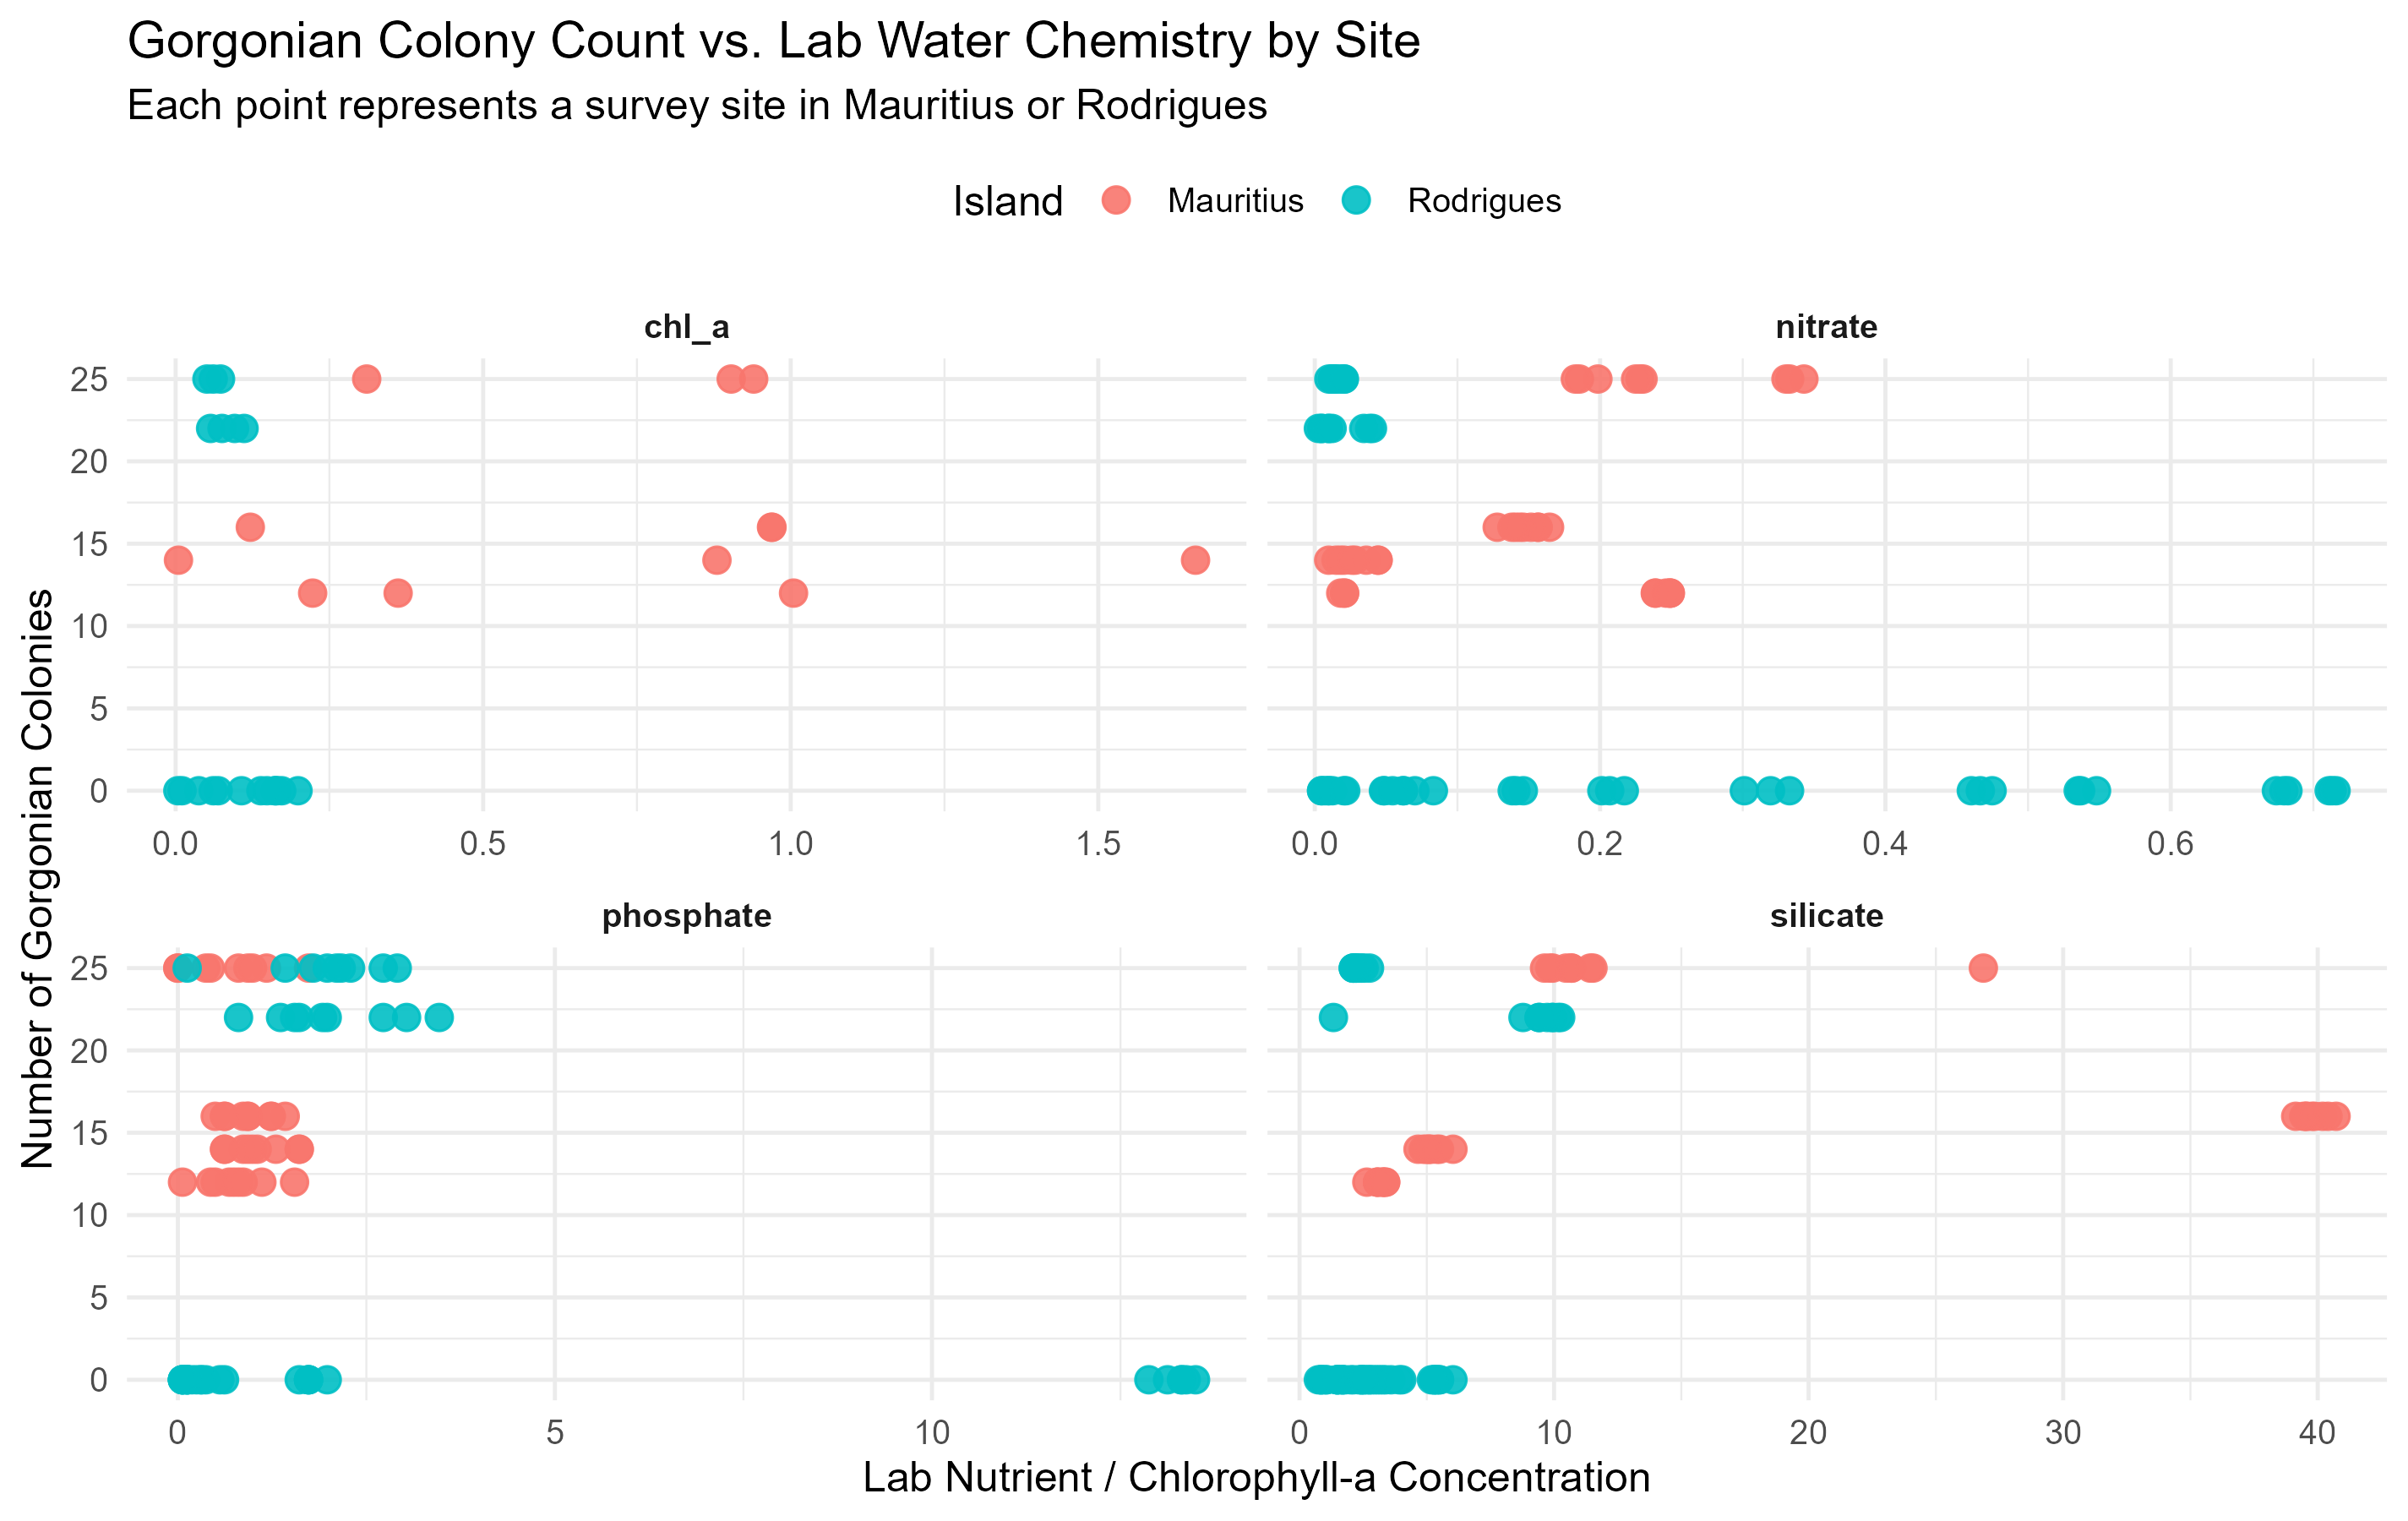 Gorgonian Colony Count vs. Lab Water Chemistry by Site
Each point represents a survey site in Mauritius or Rodrigues
Island Mauritius Rodrigues
chl_a nitrate
25
20
15
10
5
0
0.0 0.5 1.0 1.5 0.0 0.2 0.4 0.6
Number of Gorgonian Colonies
phosphate silicate
25
20
15
10
5
0
0 5 10 0 10 20 30 40
Lab Nutrient / Chlorophyll-a Concentration